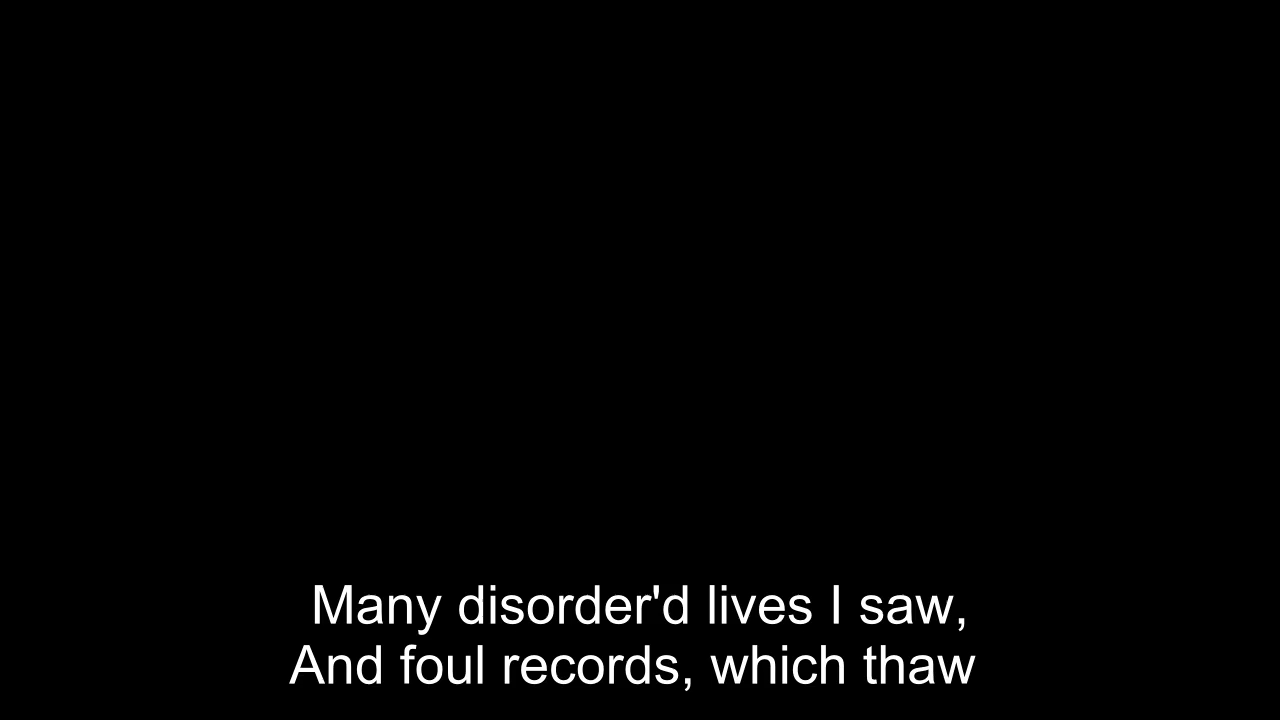 Many disorder'd lives I saw,
And foul records, which thaw